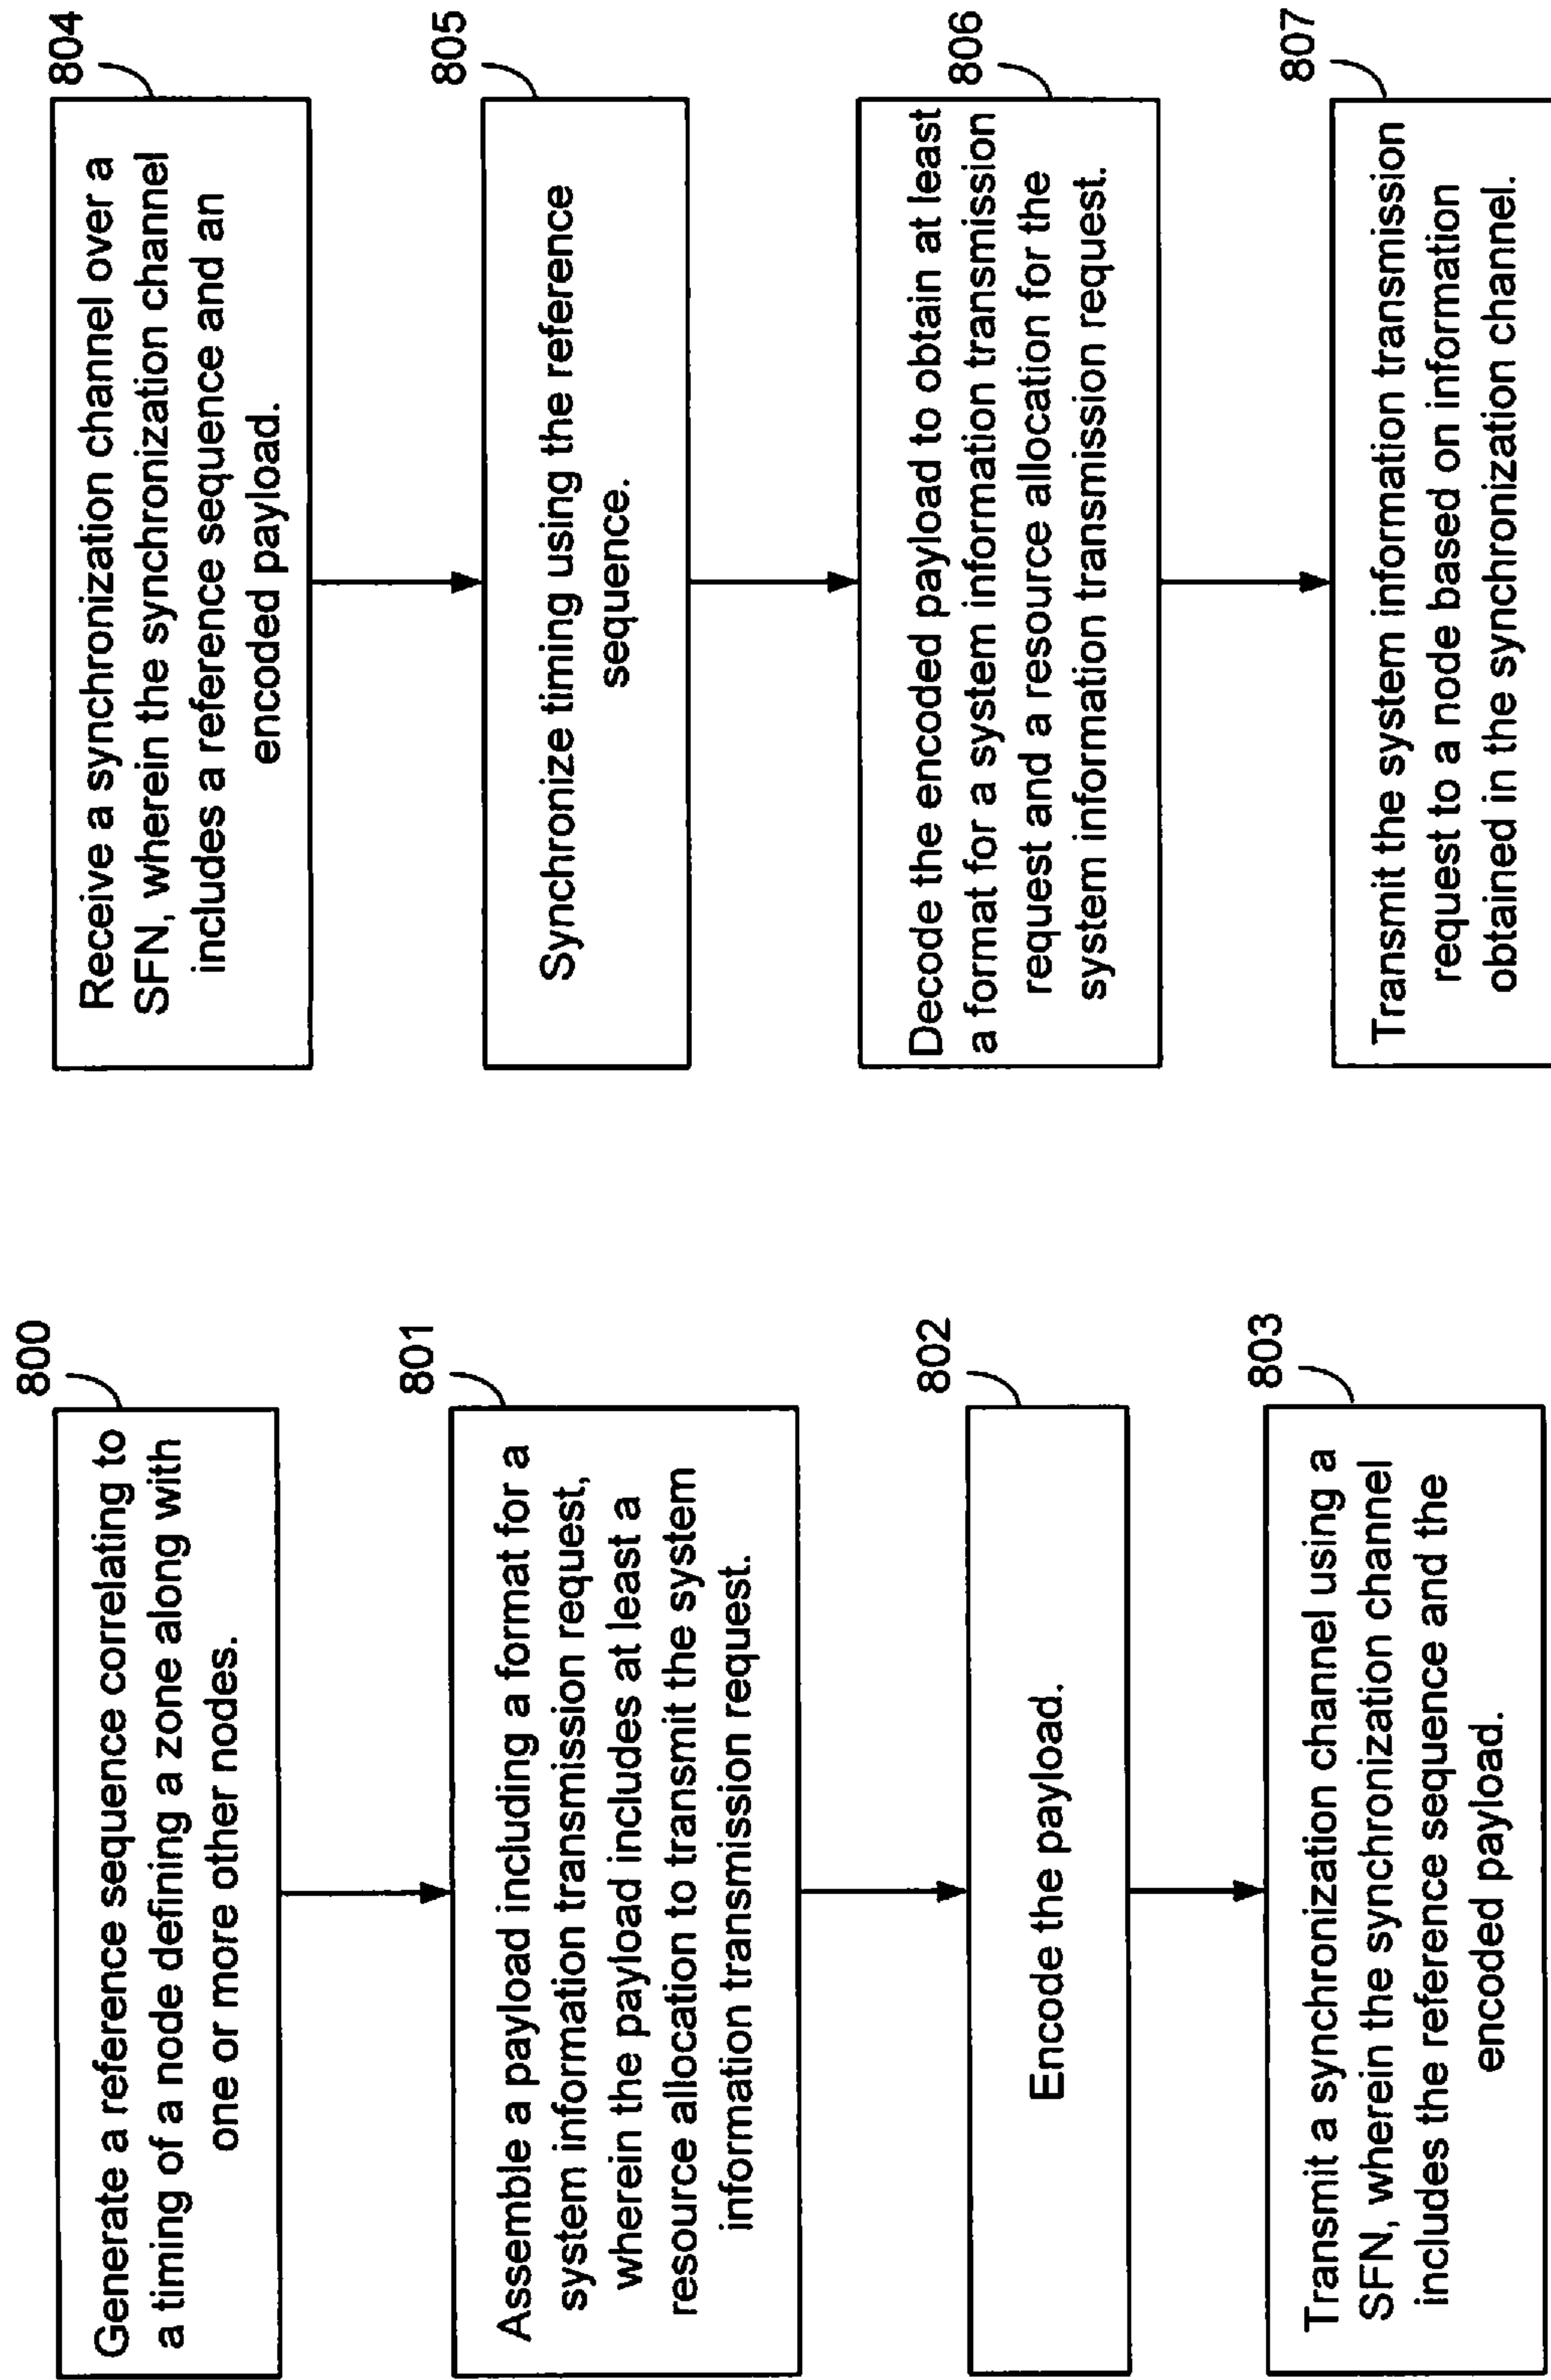 800
Generate a reference sequence correlating to
a timing of a node defining a zone along with
one or more other nodes.
801
Assemble a payload including a format for a
system information transmission request,
wherein the payload includes at least a
resource allocation to transmit the system
information transmission request.
802
Encode the payload.
803
Transmit a synchronization channel using a
SFN, wherein the synchronization channel
includes the reference sequence and the
encoded payload.
804
Receive a synchronization channel over a
SFN, wherein the synchronization channel
includes a reference sequence and an
encoded payload.
805
Synchronize timing using the reference
sequence.
806
Decode the encoded payload to obtain at least
a format for a system information transmission
request and a resource allocation for the
system information transmission request.
807
Transmit the system information transmission
request to a node based on information
obtained in the synchronization channel.